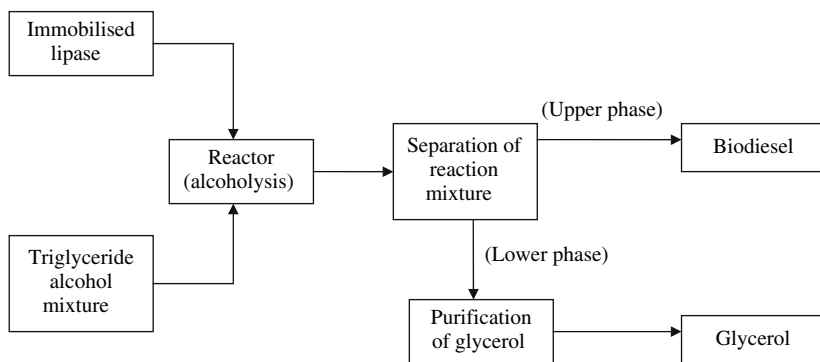 Immobilised
lipase
(Upper phase)
Reactor
(alcoholysis)
Separation of
reaction
mixture
Biodiesel
Triglyceride
alcohol
mixture
(Lower phase)
Purification
of glycerol
Glycerol